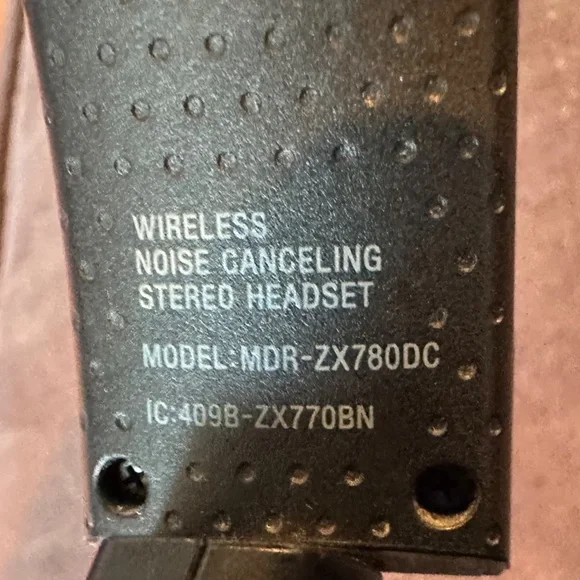 WIRELESS
NOISE CANCELING
STEREO HEADSET
MODEL:MDR-ZX780DC
IC:409B-ZX770BN